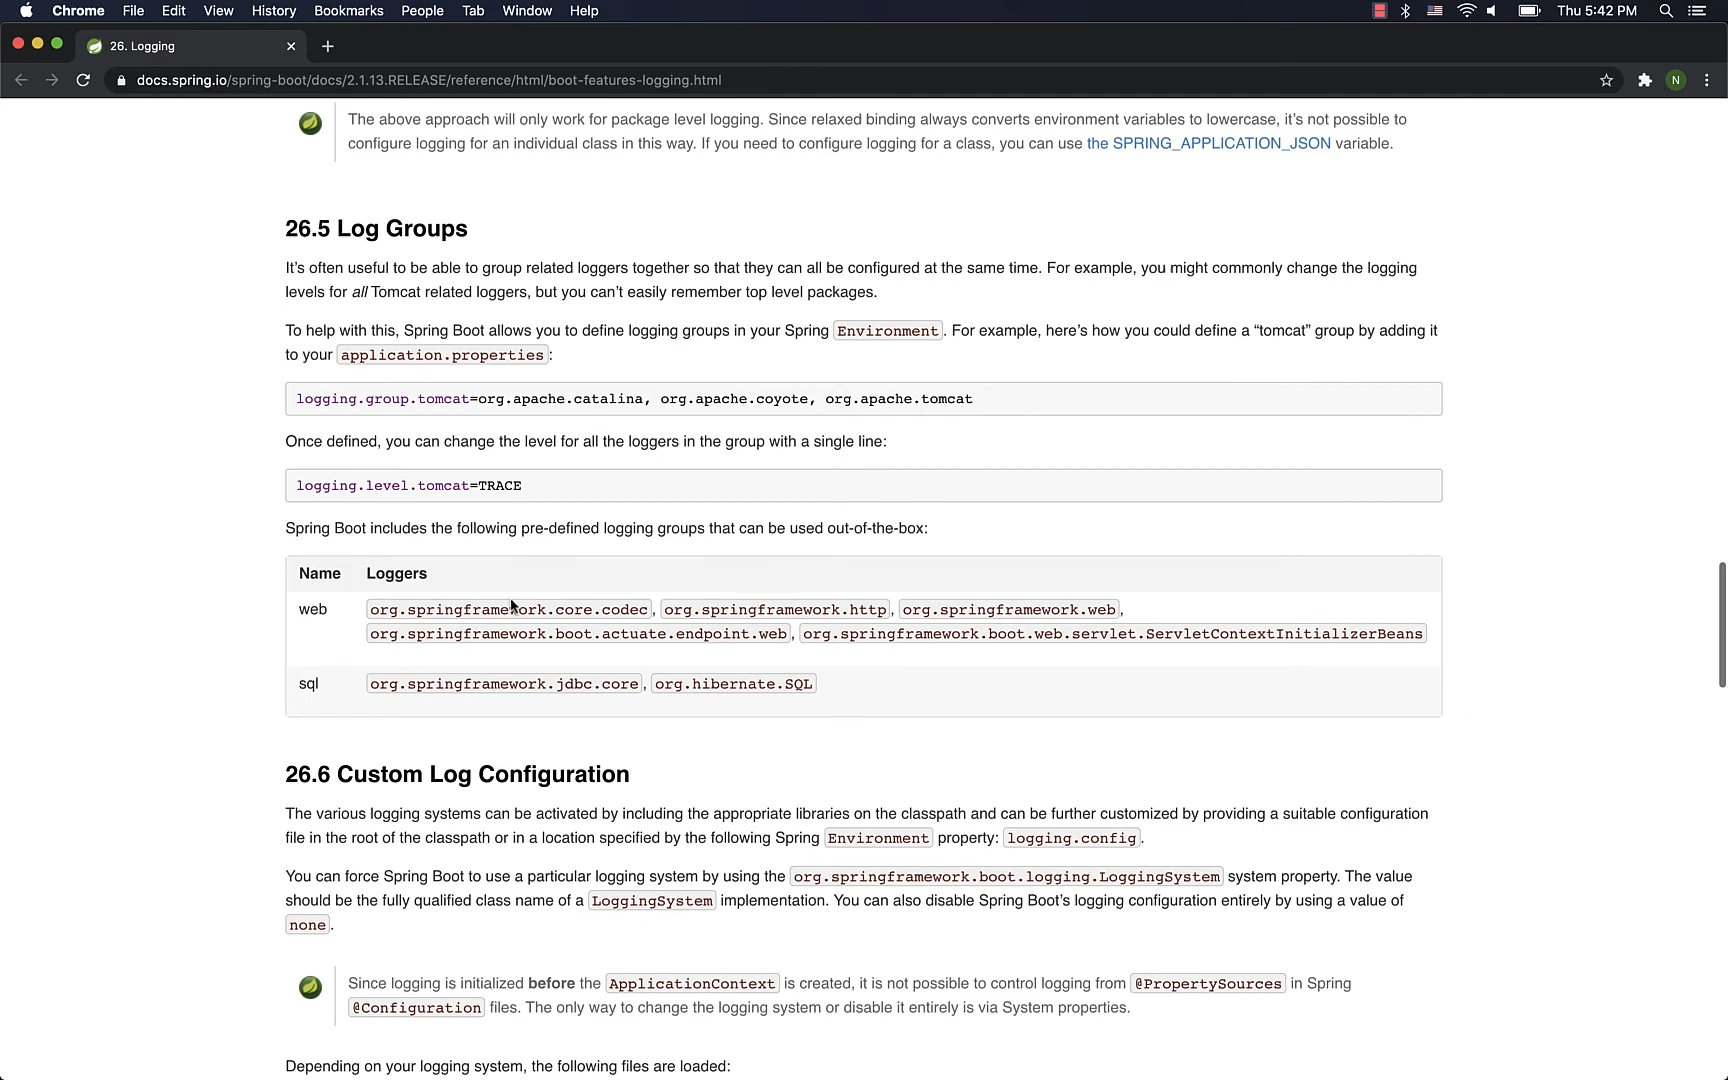 Chrome File Edit View History Bookmarks People Tab Window Help Thu 5:42 PM
26. Logging
docs.spring.io/spring-boot/docs/2.1.13.RELEASE/reference/html/boot-features-logging.html N
The above approach will only work for package level logging. Since relaxed binding always converts environment variables to lowercase, it’s not possible to
configure logging for an individual class in this way. If you need to configure logging for a class, you can use the SPRING_APPLICATION_JSON variable.
26.5 Log Groups
It’s often useful to be able to group related loggers together so that they can all be configured at the same time. For example, you might commonly change the logging
levels for all Tomcat related loggers, but you can’t easily remember top level packages.
To help with this, Spring Boot allows you to define logging groups in your Spring Environment. For example, here’s how you could define a “tomcat” group by adding it
to your application.properties:
logging.group.tomcat=org.apache.catalina, org.apache.coyote, org.apache.tomcat
Once defined, you can change the level for all the loggers in the group with a single line:
logging.level.tomcat=TRACE
Spring Boot includes the following pre-defined logging groups that can be used out-of-the-box:
Name Loggers
web org.springframework.core.codec, org.springframework.http, org.springframework.web,
org.springframework.boot.actuate.endpoint.web, org.springframework.boot.web.servlet.ServletContextInitializerBeans
sql org.springframework.jdbc.core, org.hibernate.SQL
26.6 Custom Log Configuration
The various logging systems can be activated by including the appropriate libraries on the classpath and can be further customized by providing a suitable configuration
file in the root of the classpath or in a location specified by the following Spring Environment property: logging.config.
You can force Spring Boot to use a particular logging system by using the org.springframework.boot.logging.LoggingSystem system property. The value
should be the fully qualified class name of a LoggingSystem implementation. You can also disable Spring Boot’s logging configuration entirely by using a value of
none.
Since logging is initialized before the ApplicationContext is created, it is not possible to control logging from @PropertySources in Spring
@Configuration files. The only way to change the logging system or disable it entirely is via System properties.
Depending on your logging system, the following files are loaded: